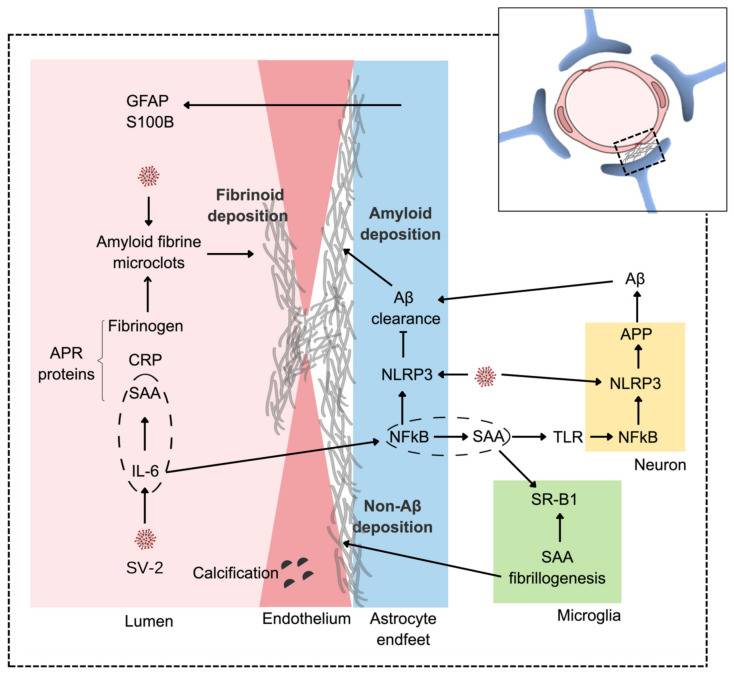 GFAP
S100B
Fibrinoid
deposition
Amyloid
deposition
Amyloid fibrine
microclots
Aβ
clearance
Aβ
Fibrinogen
APR
proteins
CRP
SAA
APP
NLRP3
NLRP3
IL-6
NFkB
SAA
TLR
NFkB
Neuron
SR-B1
Non-Aβ
deposition
SAA
fibrillogenesis
SV-2
Calcification
Lumen
Endothelium
Astrocyte
endfeet
Microglia